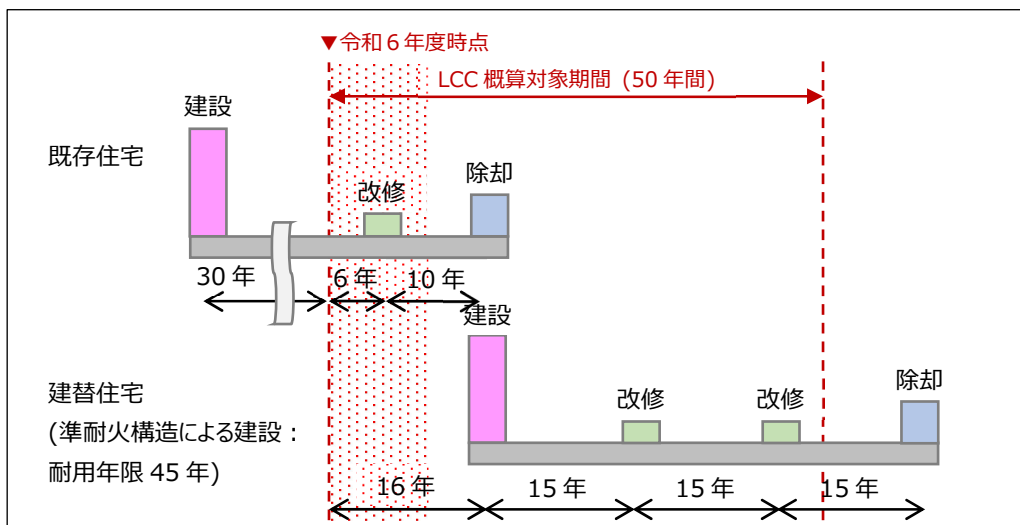 ▼令和６年度時点
LCC 概算対象期間 (50 年間)
建設
既存住宅
改修
除却
30 年
6 年
10 年
建設
建替住宅
(準耐火構造による建設：
耐用年限 45 年)
改修
改修
除却
16 年
15 年
15 年
15 年